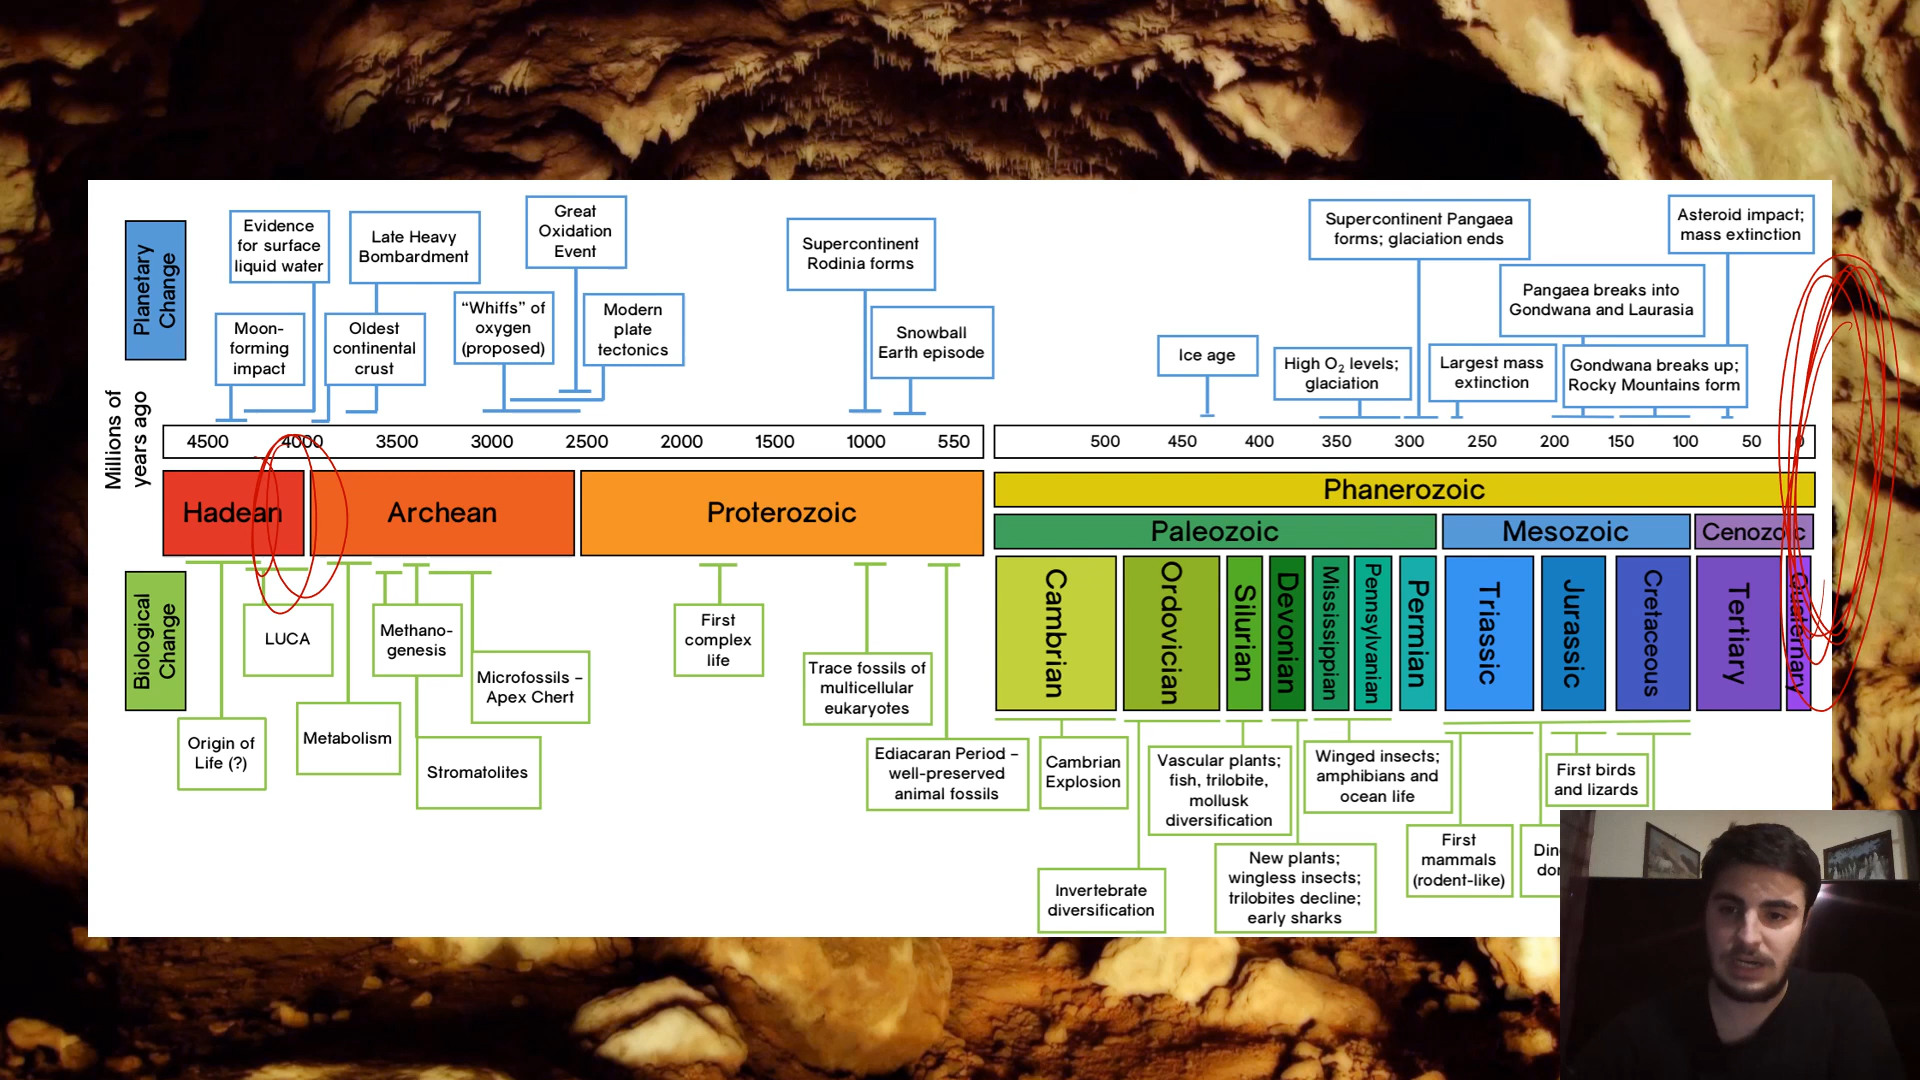 Planetary
Change
Evidence
for surface
liquid water
Late Heavy
Bombardment
Great
Oxidation
Event
Supercontinent
Rodinia forms
Supercontinent Pangaea
forms; glaciation ends
Asteroid impact;
mass extinction
Moon-
forming
impact
Oldest
continental
crust
“Whiffs” of
oxygen
(proposed)
Modern
plate
tectonics
Snowball
Earth episode
Ice age
High O₂ levels;
glaciation
Largest mass
extinction
Pangaea breaks into
Gondwana and Laurasia
Gondwana breaks up;
Rocky Mountains form
Millions of
years ago
4500 4000 3500 3000 2500 2000 1500 1000 550 500 450 400 350 300 250 200 150 100 50 0
Hadean
Archean
Proterozoic
Phanerozoic
Paleozoic
Mesozoic
Cenozoic
Cambrian
Ordovician
Silurian
Devonian
Mississippian
Pennsylvanian
Permian
Triassic
Jurassic
Cretaceous
Tertiary
Quaternary
Biological
Change
LUCA
Methano-
genesis
Microfossils –
Apex Chert
Origin of
Life (?)
Metabolism
Stromatolites
First
complex
life
Trace fossils of
multicellular
eukaryotes
Ediacaran Period –
well-preserved
animal fossils
Cambrian
Explosion
Invertebrate
diversification
Vascular plants;
fish, trilobite,
mollusk
diversification
New plants;
wingless insects;
trilobites decline;
early sharks
Winged insects;
amphibians and
ocean life
First
mammals
(rodent-like)
First birds
and lizards